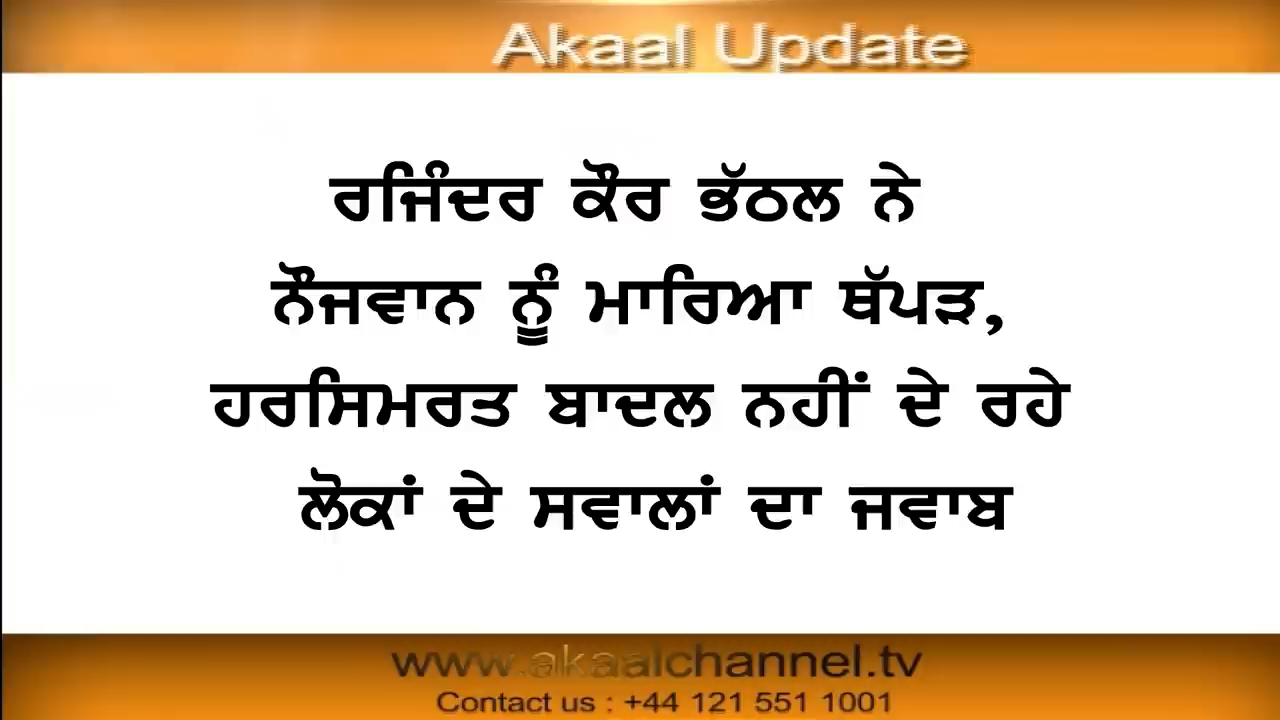 Akaal Update
ਰਜਿੰਦਰ ਕੌਰ ਭੱਠਲ ਨੇ
ਨੌਜਵਾਨ ਨੂੰ ਮਾਰਿਆ ਥੱਪੜ,
ਹਰਸਿਮਰਤ ਬਾਦਲ ਨਹੀਂ ਦੇ ਰਹੇ
ਲੋਕਾਂ ਦੇ ਸਵਾਲਾਂ ਦਾ ਜਵਾਬ
www.akaalchannel.tv
Contact us : +44 121 551 1001